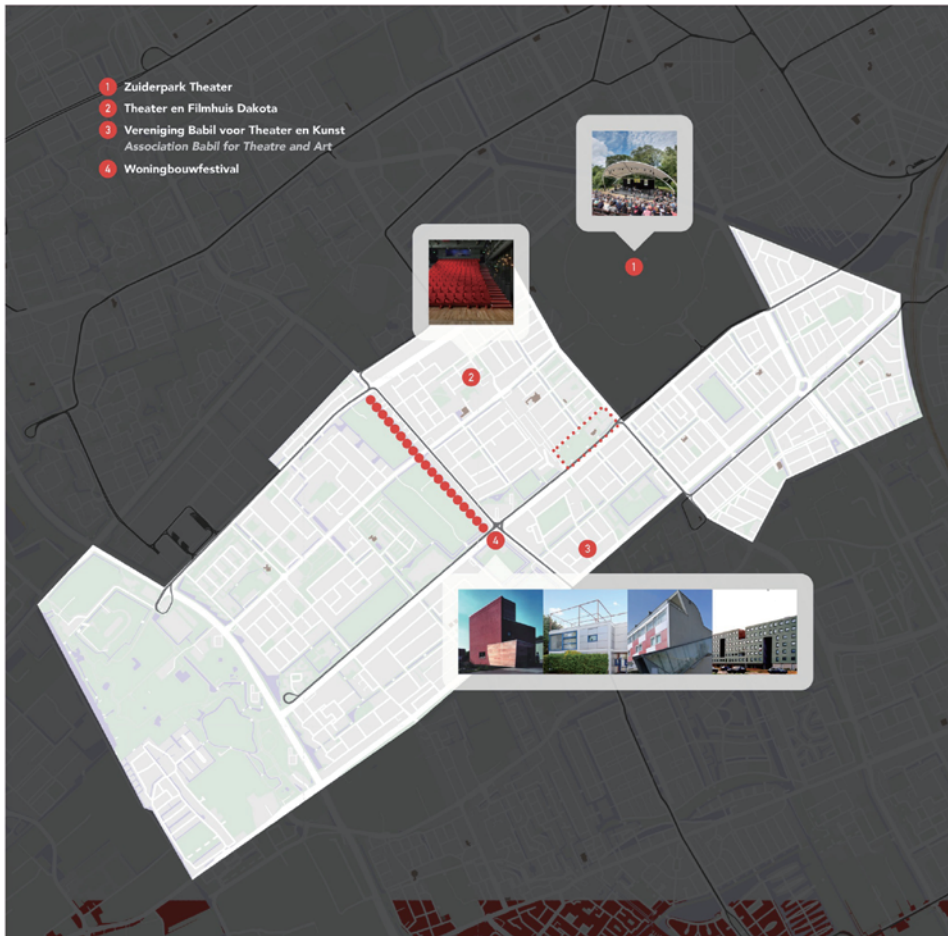 1 Zuiderpark Theater
2 Theater en Filmhuis Dakota
3 Vereniging Babil voor Theater en Kunst
Association Babil for Theatre and Art
4 Woningbouwfestival
1
2
4
3